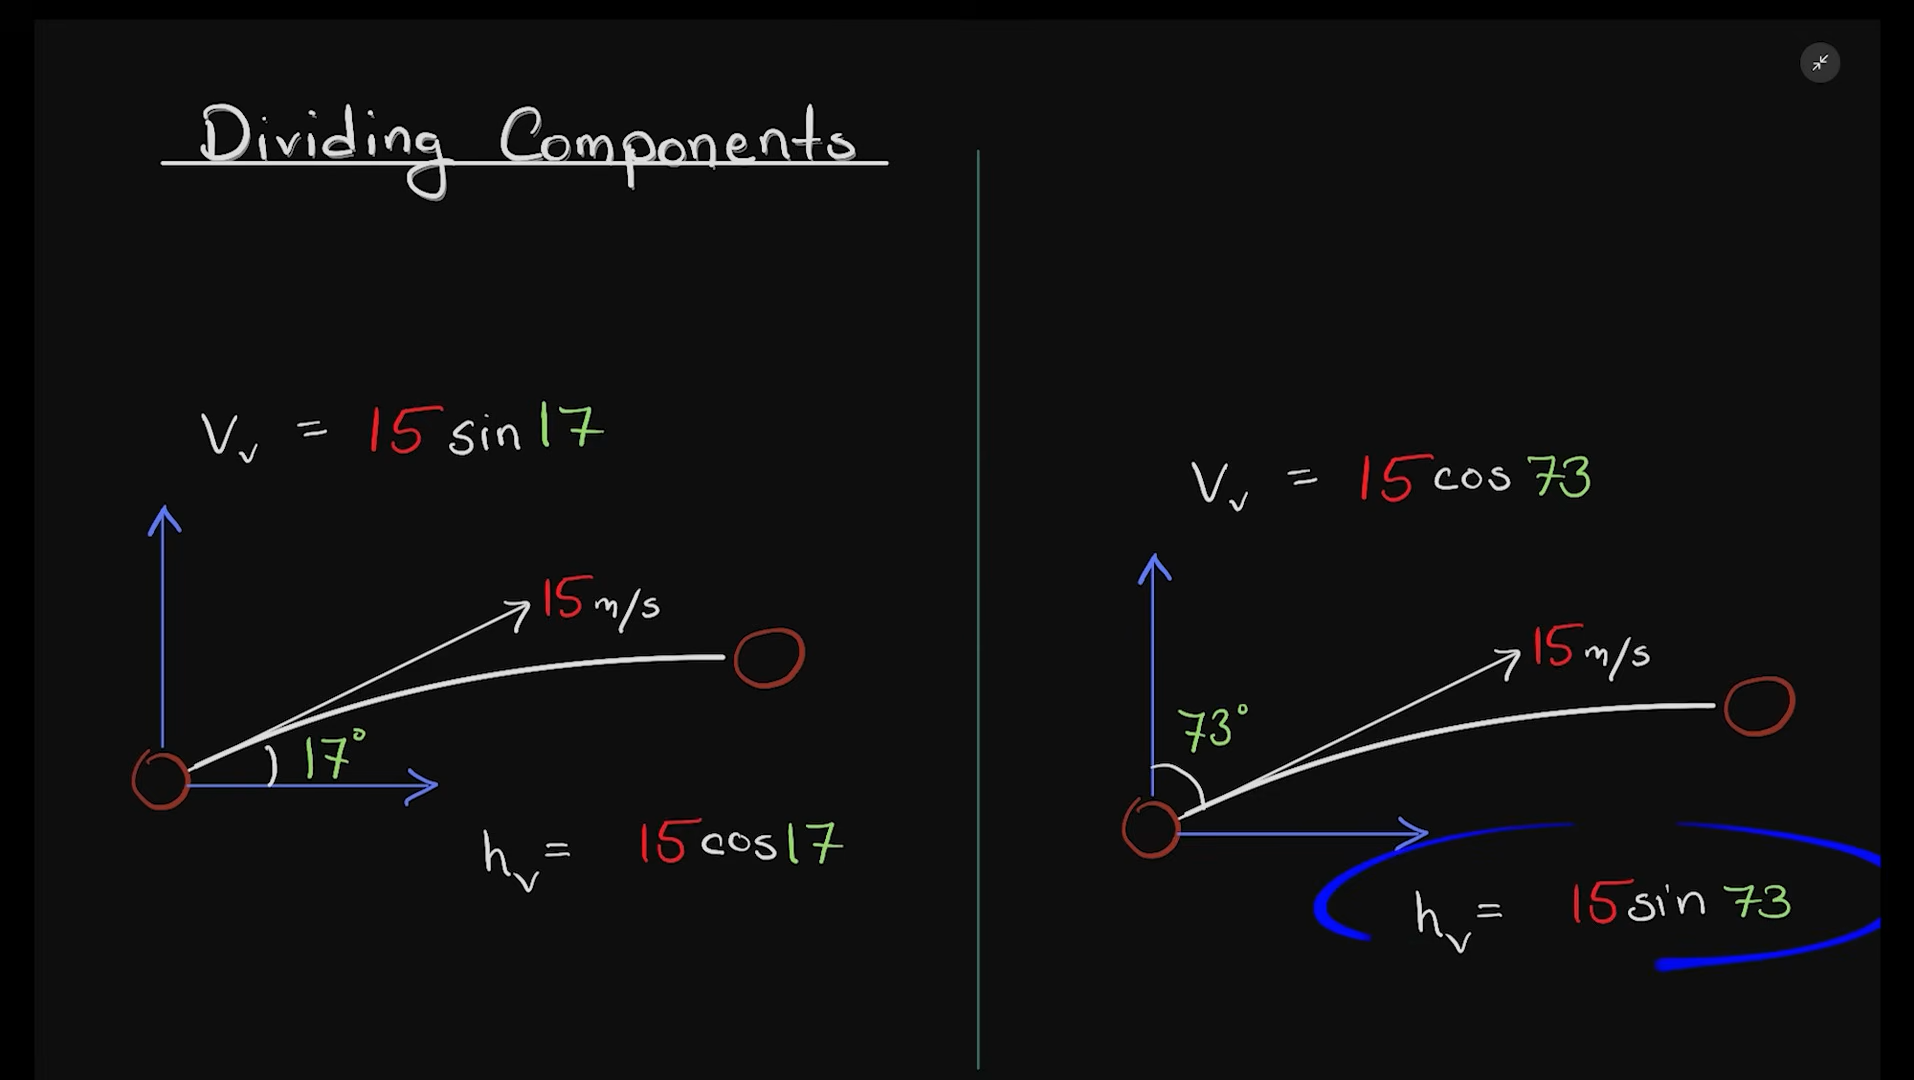 Dividing Components
Vv = 15 sin 17
15 m/s
17°
hv = 15 cos 17
Vv = 15 cos 73
15 m/s
73°
hv = 15 sin 73